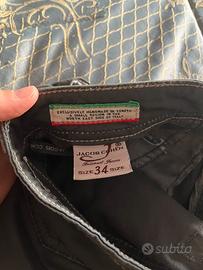 EXCLUSIVELY HANDMADE IN VENETO
A SMALL REGION IN THE
NORTH EAST SIDE OF ITALY
JACOB COHËN
SIZE 34 SIZE
subito